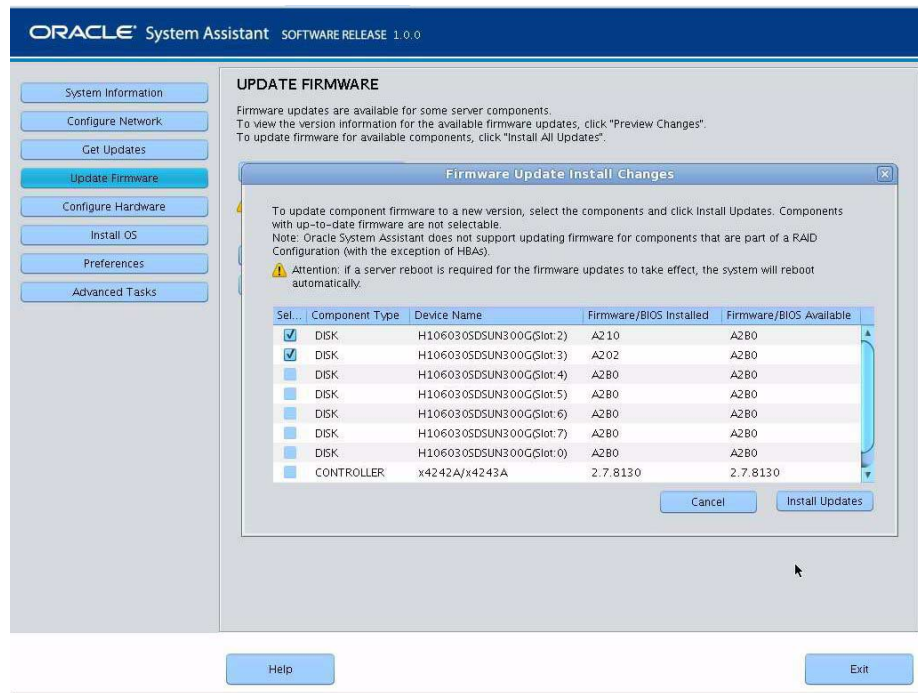 ORACLE System Assistant SOFTWARE RELEASE 1.0.0
System Information
Configure Network
Get Updates
Update Firmware
Configure Hardware
Install OS
Preferences
Advanced Tasks
UPDATE FIRMWARE
Firmware updates are available for some server components.
To view the version information for the available firmware updates, click "Preview Changes".
To update firmware for available components, click "Install All Updates".
Firmware Update Install Changes
To update component firmware to a new version, select the components and click Install Updates. Components
with up-to-date firmware are not selectable.
Note: Oracle System Assistant does not support updating firmware for components that are part of a RAID
Configuration (with the exception of HBAs).
Attention: if a server reboot is required for the firmware updates to take effect, the system will reboot
automatically.
Sel... Component Type Device Name Firmware/BIOS Installed Firmware/BIOS Available
DISK H106030SDSUN300G(Slot:2) A210 A2B0
DISK H106030SDSUN300G(Slot:3) A202 A2B0
DISK H106030SDSUN300G(Slot:4) A2B0 A2B0
DISK H106030SDSUN300G(Slot:5) A2B0 A2B0
DISK H106030SDSUN300G(Slot:6) A2B0 A2B0
DISK H106030SDSUN300G(Slot:7) A2B0 A2B0
DISK H106030SDSUN300G(Slot:0) A2B0 A2B0
CONTROLLER x4242A/x4243A 2.7.8130 2.7.8130
Cancel Install Updates
Help Exit